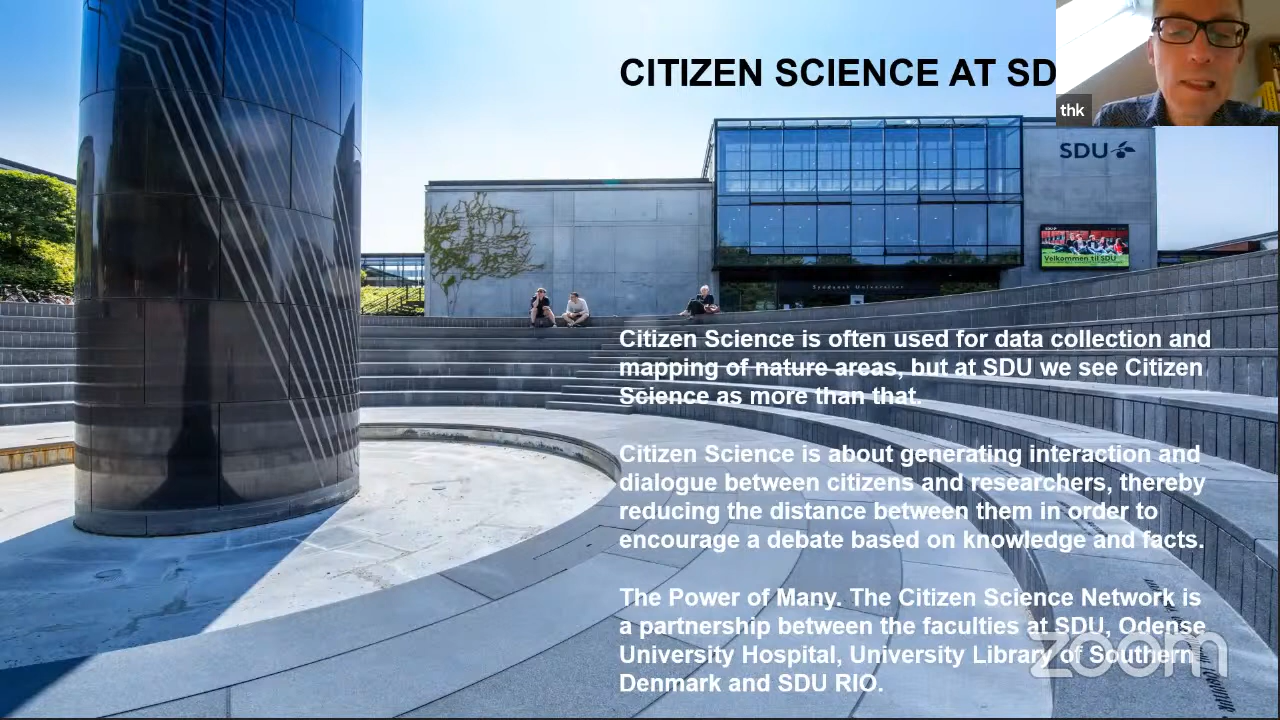 CITIZEN SCIENCE AT SD
thk
SDU
SDU
Velkommen til SDU
Syddansk Universitet
Citizen Science is often used for data collection and
mapping of nature areas, but at SDU we see Citizen
Science as more than that.
Citizen Science is about generating interaction and
dialogue between citizens and researchers, thereby
reducing the distance between them in order to
encourage a debate based on knowledge and facts.
The Power of Many. The Citizen Science Network is
a partnership between the faculties at SDU, Odense
University Hospital, University Library of Southern
Denmark and SDU RIO.
zoom